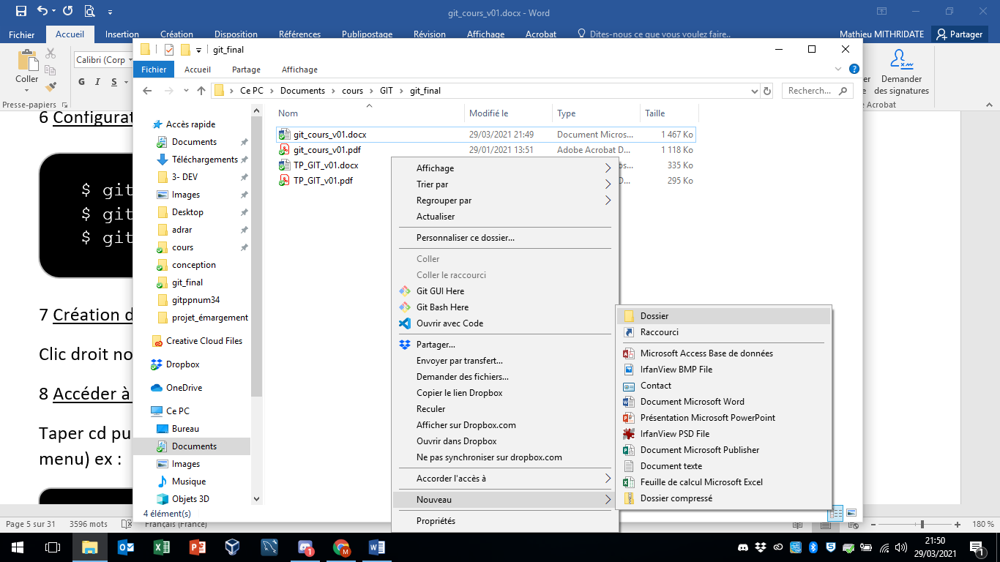 git_cours_v01.docx - Word
Fichier Accueil Insertion Création Disposition Références Publipostage Révision Affichage Acrobat Dites-nous ce que vous voulez faire.. Mathieu MITHRIDATE Partager
Coller
Calibri (Corp
G I S
Presse-papiers
Demander
des signatures
Acrobat
6 Configurat
$ git
$ git
$ git
7 Création d
Clic droit no
8 Accéder à
Taper cd pu
menu) ex :
git_final
Fichier Accueil Partage Affichage
Ce PC > Documents > cours > GIT > git_final
Recherch...
Accès rapide
Documents
Téléchargements
3- DEV
Images
Desktop
adrar
cours
conception
git_final
gitppnum34
projet_émargement
Creative Cloud Files
Dropbox
OneDrive
Ce PC
Bureau
Documents
Images
Musique
Objets 3D
Nom Modifié le Type Taille
git_cours_v01.docx 29/03/2021 21:49 Document Micros... 1 467 Ko
git_cours_v01.pdf 29/01/2021 13:51 Adobe Acrobat D... 1 118 Ko
TP_GIT_v01.docx os... 335 Ko
TP_GIT_v01.pdf D... 295 Ko
Affichage
Trier par
Regrouper par
Actualiser
Personnaliser ce dossier...
Coller
Coller le raccourci
Git GUI Here
Git Bash Here
Ouvrir avec Code
Partager...
Envoyer par transfert...
Demander des fichiers...
Copier le lien Dropbox
Reculer
Afficher sur Dropbox.com
Ouvrir dans Dropbox
Ne pas synchroniser sur dropbox.com
Accorder l'accès à
Nouveau
Propriétés
Dossier
Raccourci
Microsoft Access Base de données
IrfanView BMP File
Contact
Document Microsoft Word
Présentation Microsoft PowerPoint
IrfanView PSD File
Document Microsoft Publisher
Document texte
Feuille de calcul Microsoft Excel
Dossier compressé
4 élément(s)
Page 5 sur 31 3596 mots Français (France) 180 %
21:50
29/03/2021